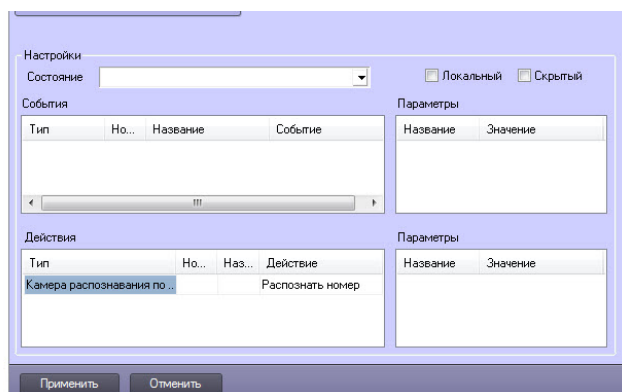 Настройки
Состояние
Локальный Скрытый
События Параметры
Тип Но... Название Событие Название Значение
Действия Параметры
Тип Но... Наз... Действие Название Значение
Камера распознавания по .. Распознать номер
Применить Отменить